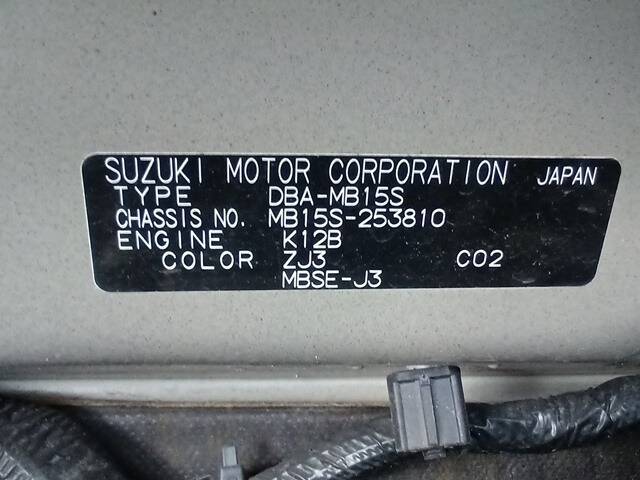 SUZUKI MOTOR CORPORATION JAPAN
TYPE DBA-MB15S
CHASSIS NO. MB15S-253810
ENGINE K12B
COLOR ZJ3 C02
MBSE-J3